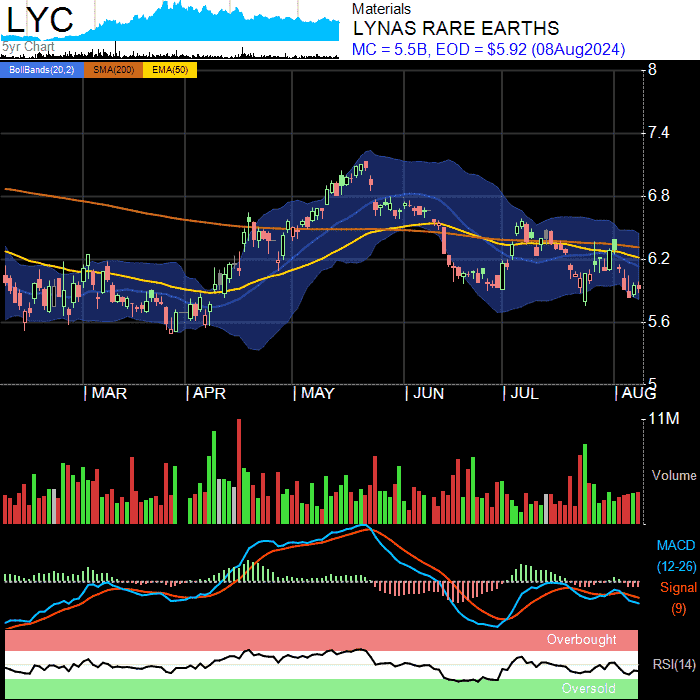 LYC
5yr Chart
Materials
LYNAS RARE EARTHS
MC = 5.5B, EOD = $5.92 (08Aug2024)
BollBands(20,2) SMA(200) EMA(50)
8
7.4
6.8
6.2
5.6
5
MAR APR MAY JUN JUL AUG
11M
Volume
MACD
(12-26)
Signal
(9)
Overbought
RSI(14)
Oversold